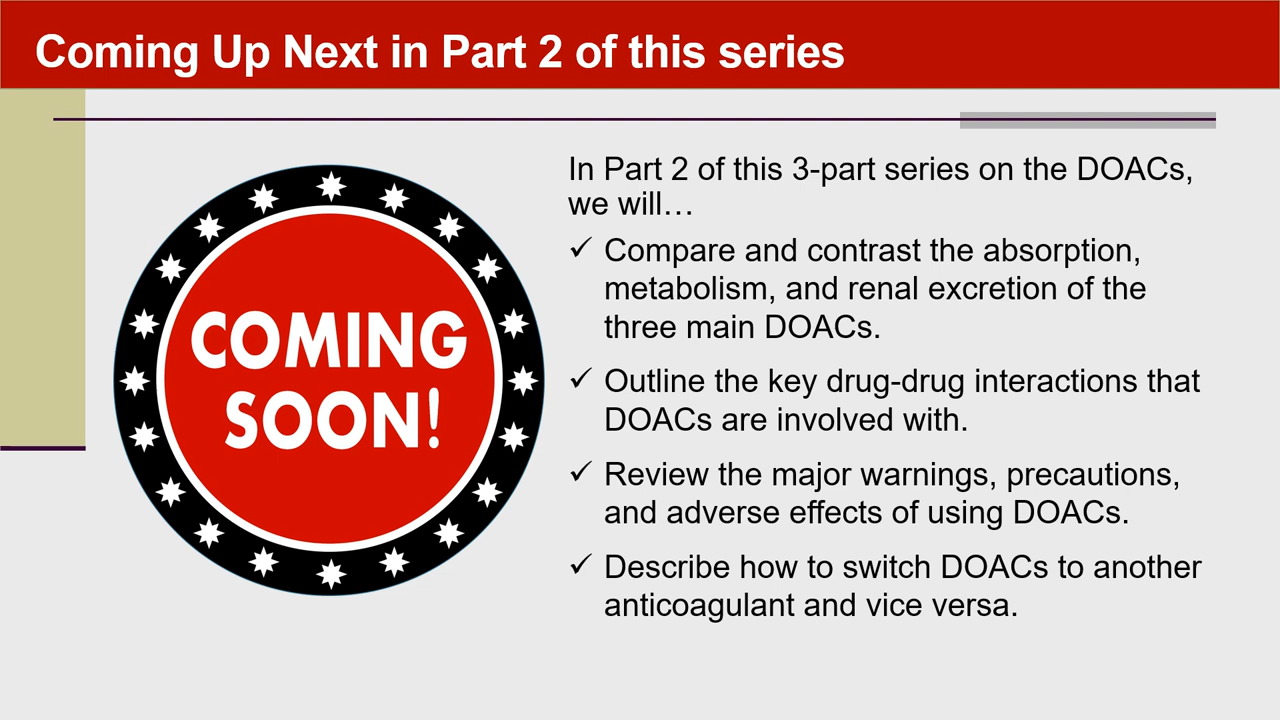 Coming Up Next in Part 2 of this series
COMING
SOON!
In Part 2 of this 3-part series on the DOACs,
we will…
✓ Compare and contrast the absorption,
metabolism, and renal excretion of the
three main DOACs.
✓ Outline the key drug-drug interactions that
DOACs are involved with.
✓ Review the major warnings, precautions,
and adverse effects of using DOACs.
✓ Describe how to switch DOACs to another
anticoagulant and vice versa.